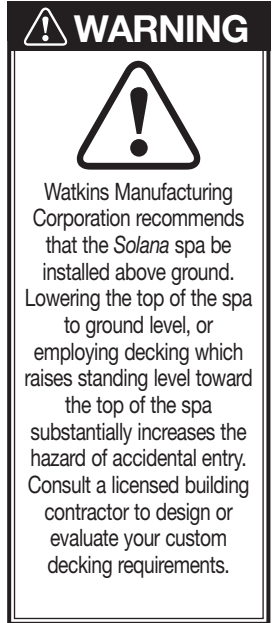 WARNING
Watkins Manufacturing
Corporation recommends
that the Solana spa be
installed above ground.
Lowering the top of the spa
to ground level, or
employing decking which
raises standing level toward
the top of the spa
substantially increases the
hazard of accidental entry.
Consult a licensed building
contractor to design or
evaluate your custom
decking requirements.